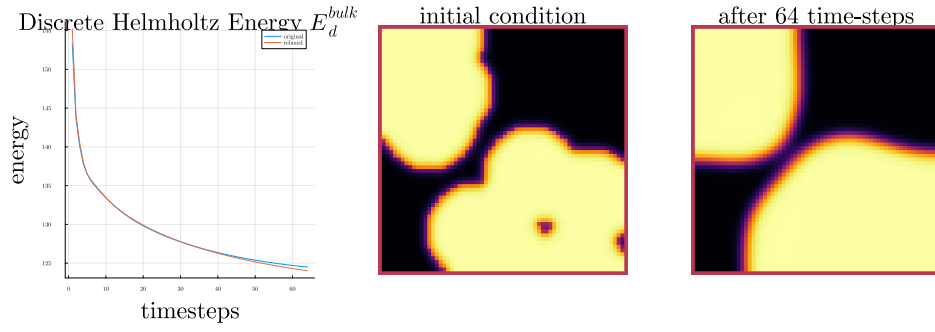 Discrete Helmholtz Energy $E_d^{bulk}$
initial condition
after 64 time-steps
original
relaxed
155
150
145
140
135
130
125
energy
0
10
20
30
40
50
60
timesteps